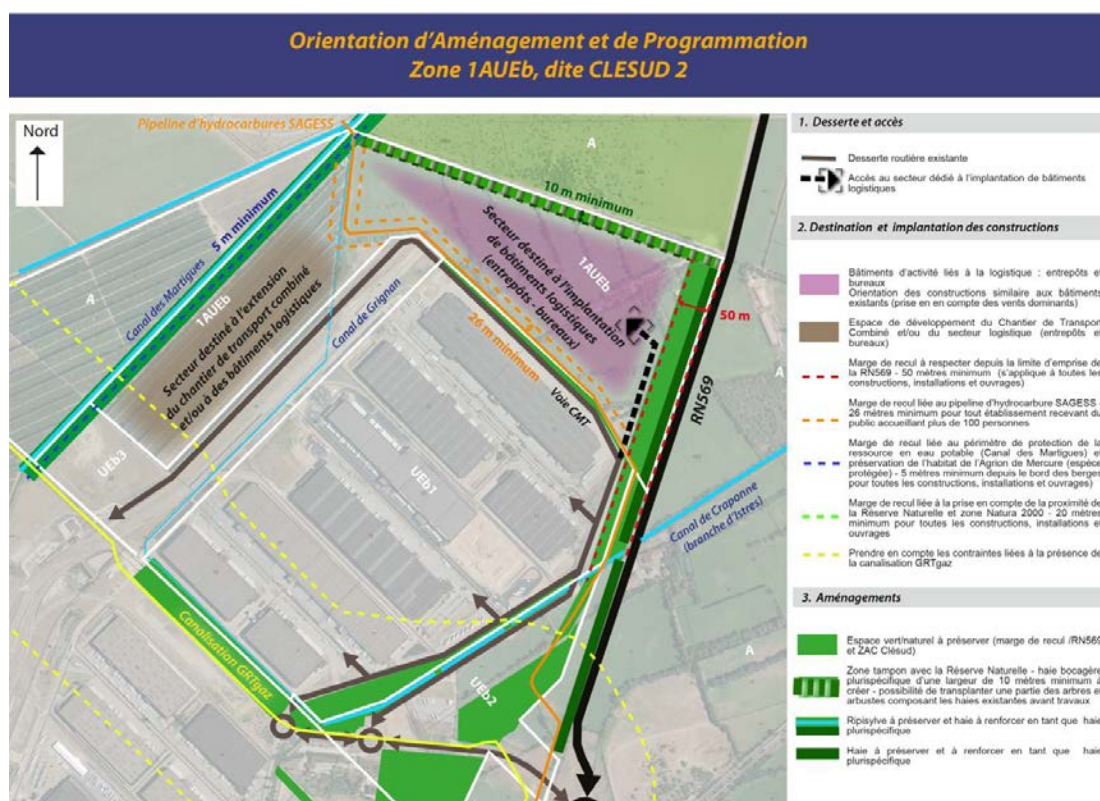 Orientation d'Aménagement et de Programmation
Zone 1AUEb, dite CLESUD 2
Nord
Pipeline d'hydrocarbures SAGESS
A
10 m minimum
5 m minimum
Canal des Martigues
A
1AUEb
Secteur destiné à l'extension
du chantier de transport combiné
et/ou à des bâtiments logistiques
Canal de Grignan
Secteur destiné à l'implantation
de bâtiments logistiques
(entrepôts - bureaux)
1AUEb
50 m
26 m minimum
Voie CMT
RN569
A
UEb3
UEb1
Canal de Craponne
(branche d'Istres)
Canalisation GRTgaz
UEb2
A
1. Desserte et accès
Desserte routière existante
Accès au secteur dédié à l'implantation de bâtiments
logistiques
2. Destination et implantation des constructions
Bâtiments d'activité liés à la logistique : entrepôts et
bureaux
Orientation des constructions similaire aux bâtiments
existants (prise en en compte des vents dominants)
Espace de développement du Chantier de Transport
Combiné et/ou du secteur logistique (entrepôts et
bureaux)
Marge de recul à respecter depuis la limite d'emprise de
la RN569 - 50 mètres minimum (s'applique à toutes les
constructions, installations et ouvrages)
Marge de recul liée au pipeline d'hydrocarbure SAGESS -
26 mètres minimum pour tout établissement recevant du
public accueillant plus de 100 personnes
Marge de recul liée au périmètre de protection de la
ressource en eau potable (Canal des Martigues) et
préservation de l'habitat de l'Agrion de Mercure (espèce
protégée) - 5 mètres minimum depuis le bord des berges
pour toutes les constructions, installations et ouvrages)
Marge de recul liée à la prise en compte de la proximité de
la Réserve Naturelle et zone Natura 2000 - 20 mètres
minimum pour toutes les constructions, installations et
ouvrages
Prendre en compte les contraintes liées à la présence de
la canalisation GRTgaz
3. Aménagements
Espace vert/naturel à préserver (marge de recul /RN569
et ZAC Clésud)
Zone tampon avec la Réserve Naturelle - haie bocagère
plurispécifique d'une largeur de 10 mètres minimum à
créer - possibilité de transplanter une partie des arbres et
arbustes composant les haies existantes avant travaux
Ripisylve à préserver et haie à renforcer en tant que haie
plurispécifique
Haie à préserver et à renforcer en tant que haie
plurispécifique